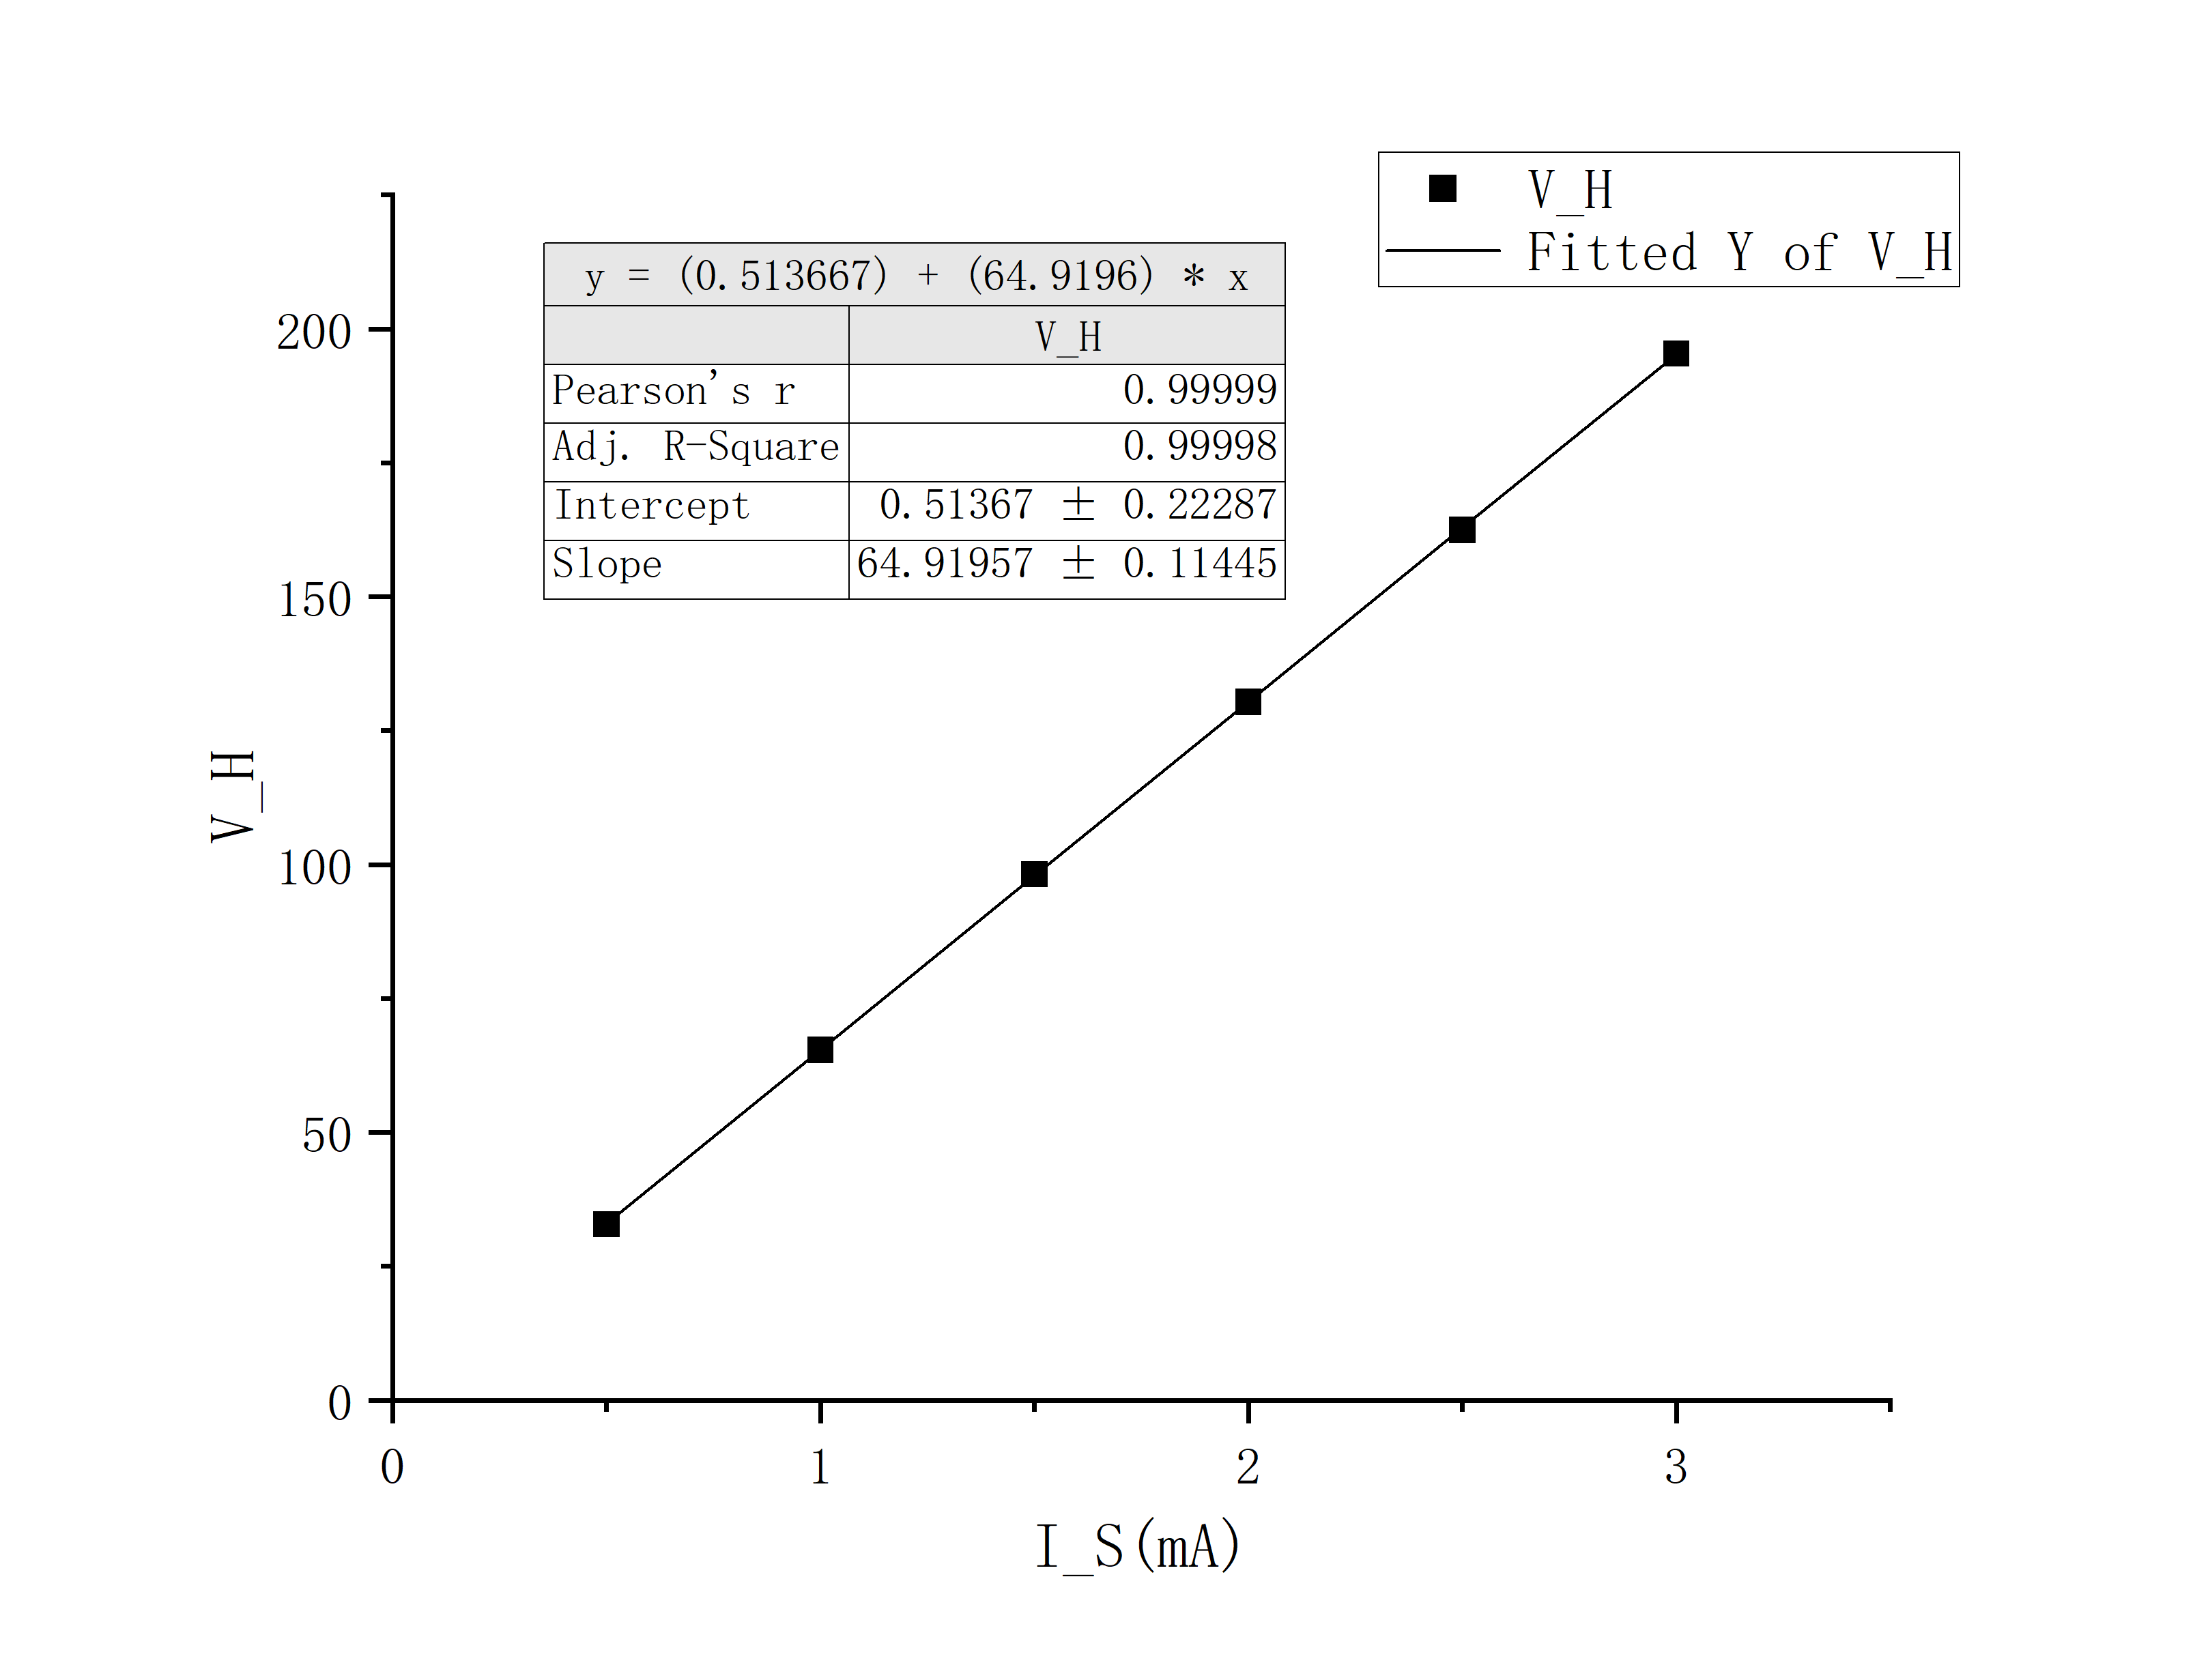 V_H
Fitted Y of V_H
y = (0.513667) + (64.9196) * x
V_H
Pearson's r 0.99999
Adj. R-Square 0.99998
Intercept 0.51367 ± 0.22287
Slope 64.91957 ± 0.11445
200
150
100
50
0
V_H
0 1 2 3
I_S(mA)